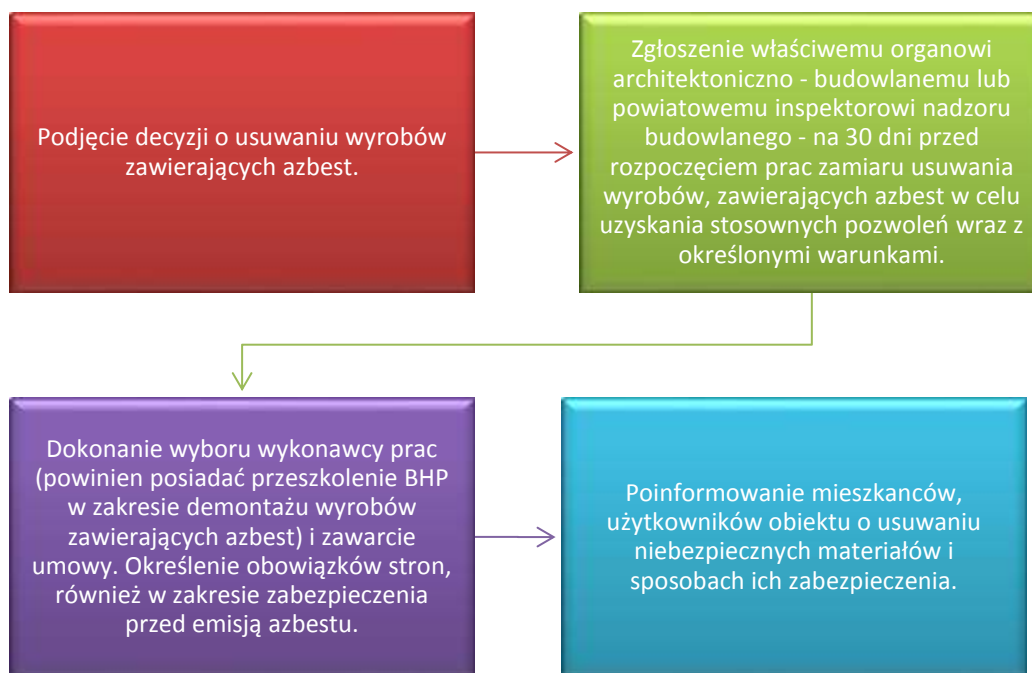 Podjęcie decyzji o usuwaniu wyrobów
zawierających azbest.
Zgłoszenie właściwemu organowi
architektoniczno - budowlanemu lub
powiatowemu inspektorowi nadzoru
budowlanego - na 30 dni przed
rozpoczęciem prac zamiaru usuwania
wyrobów, zawierających azbest w celu
uzyskania stosownych pozwoleń wraz z
określonymi warunkami.
Dokonanie wyboru wykonawcy prac
(powinien posiadać przeszkolenie BHP
w zakresie demontażu wyrobów
zawierających azbest) i zawarcie
umowy. Określenie obowiązków stron,
również w zakresie zabezpieczenia
przed emisją azbestu.
Poinformowanie mieszkanców,
użytkowników obiektu o usuwaniu
niebezpiecznych materiałów i
sposobach ich zabezpieczenia.